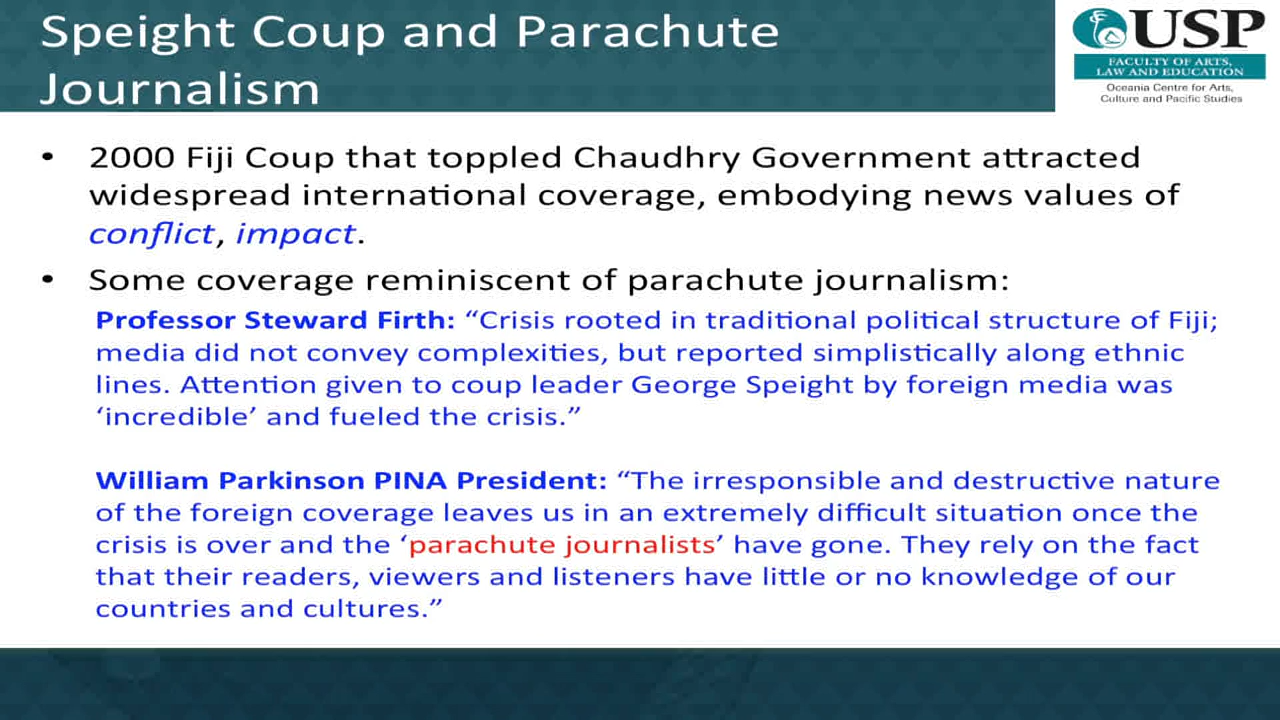 Speight Coup and Parachute
Journalism
USP
FACULTY OF ARTS,
LAW AND EDUCATION
Oceania Centre for Arts,
Culture and Pacific Studies
• 2000 Fiji Coup that toppled Chaudhry Government attracted
widespread international coverage, embodying news values of
conflict, impact.
• Some coverage reminiscent of parachute journalism:
Professor Steward Firth: “Crisis rooted in traditional political structure of Fiji;
media did not convey complexities, but reported simplistically along ethnic
lines. Attention given to coup leader George Speight by foreign media was
‘incredible’ and fueled the crisis.”
William Parkinson PINA President: “The irresponsible and destructive nature
of the foreign coverage leaves us in an extremely difficult situation once the
crisis is over and the ‘parachute journalists’ have gone. They rely on the fact
that their readers, viewers and listeners have little or no knowledge of our
countries and cultures.”